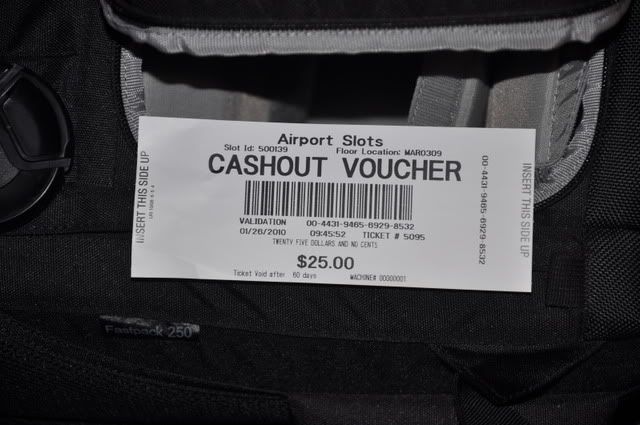 Airport Slots
Slot Id: 500139 Floor Location: MAR0309
CASHOUT VOUCHER
INSERT THIS SIDE UP
VALIDATION 00-4431-9465-6929-8532
01/26/2010 09:45:52 TICKET # 5095
TWENTY FIVE DOLLARS AND NO CENTS
$25.00
Ticket Void after 60 days MACHINE# 00000001
00-4431-9465-6929-8532
INSERT THIS SIDE UP
Fastpack 250